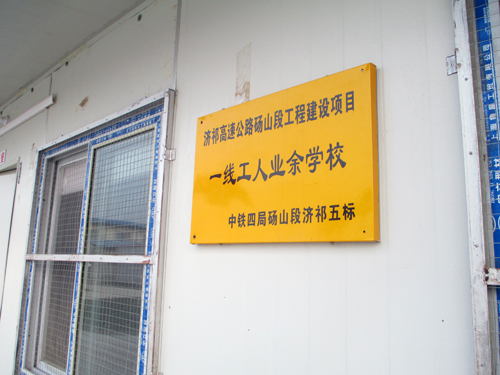 济祁高速公路砀山段工程建设项目
一线工人业余学校
中铁四局砀山段济祁五标